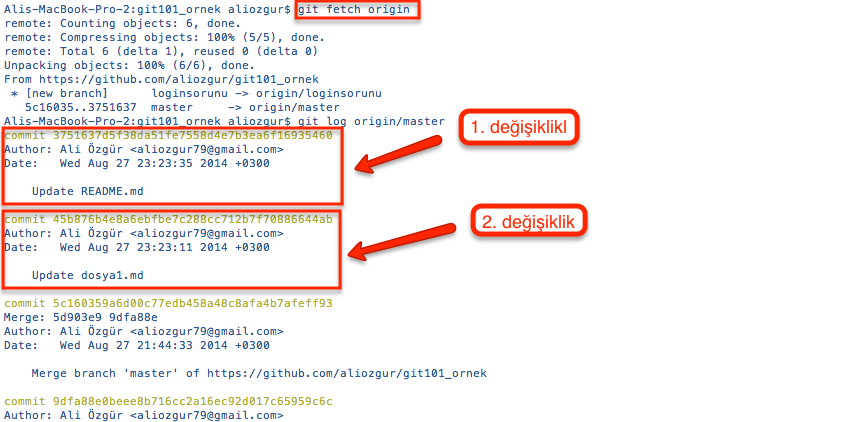 Alis-MacBook-Pro-2:git101_ornek aliozgur$ git fetch origin
remote: Counting objects: 6, done.
remote: Compressing objects: 100% (5/5), done.
remote: Total 6 (delta 1), reused 0 (delta 0)
Unpacking objects: 100% (6/6), done.
From https://github.com/aliozgur/git101_ornek
 * [new branch]      loginsorunu -> origin/loginsorunu
   5c16035..3751637  master     -> origin/master
Alis-MacBook-Pro-2:git101_ornek aliozgur$ git log origin/master
commit 3751637d5f38da51fe7558d4e7b3ea6f16935460
1. değişiklikl
Author: Ali Özgür <aliozgur79@gmail.com>
Date:   Wed Aug 27 23:23:35 2014 +0300
    Update README.md
commit 45b876b4e8a6ebfbe7c288cc712b7f70886644ab
2. değişiklik
Author: Ali Özgür <aliozgur79@gmail.com>
Date:   Wed Aug 27 23:23:11 2014 +0300
    Update dosya1.md
commit 5c160359a6d00c77edb458a48c8afa4b7afeff93
Merge: 5d903e9 9dfa88e
Author: Ali Özgür <aliozgur79@gmail.com>
Date:   Wed Aug 27 21:44:33 2014 +0300
    Merge branch 'master' of https://github.com/aliozgur/git101_ornek
commit 9dfa88e0beee8b716cc2a16ec92d017c65959c6c
Author: Ali Özgür <aliozgur79@gmail.com>